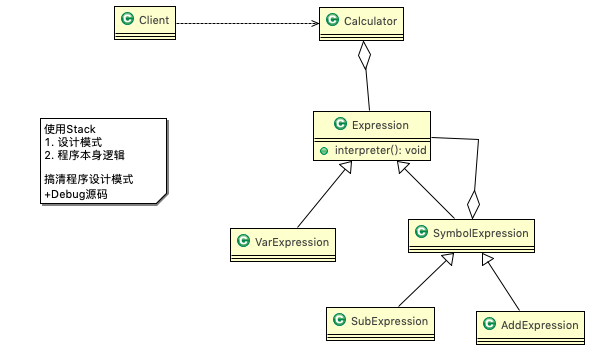 Client
Calculator
Expression
interpreter(): void
使用Stack
1. 设计模式
2. 程序本身逻辑
搞清程序设计模式
+Debug源码
VarExpression
SymbolExpression
SubExpression
AddExpression